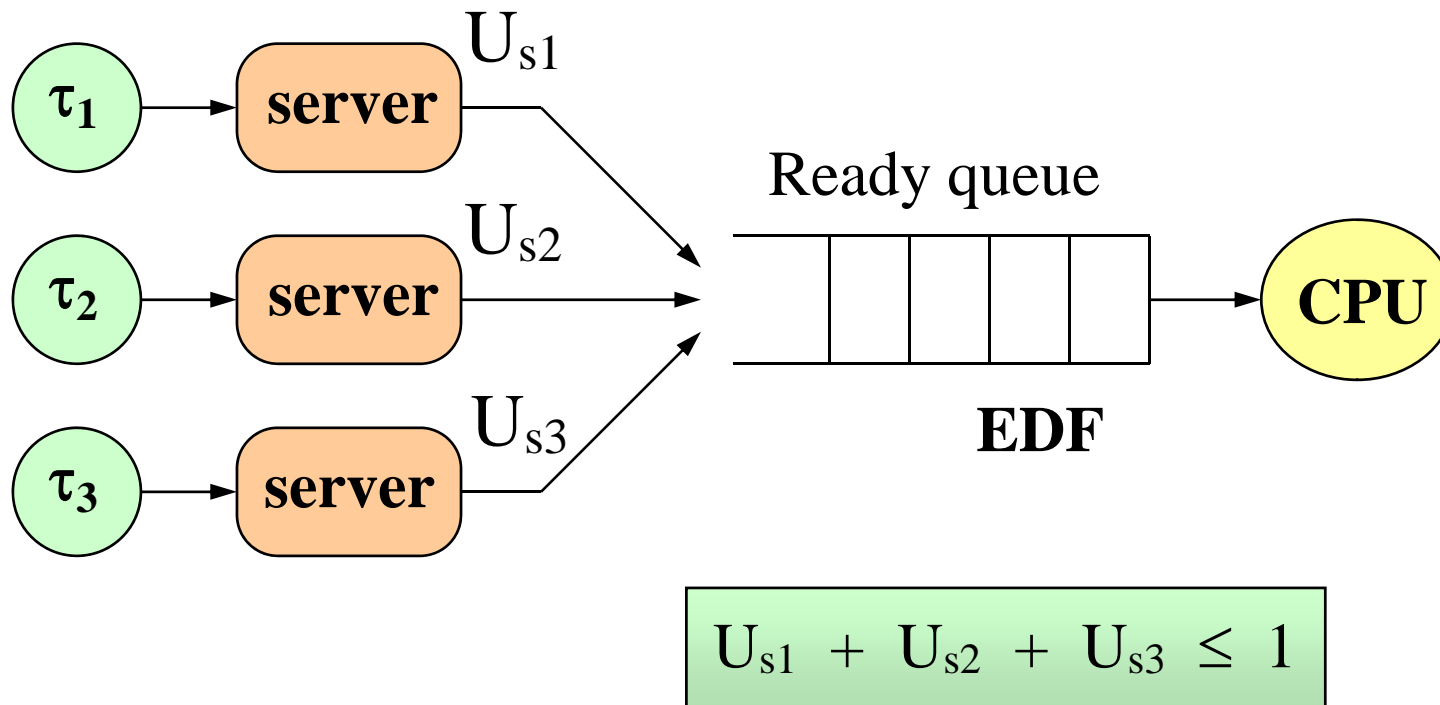 τ1
server
Us1
τ2
server
Us2
τ3
server
Us3
Ready queue
EDF
CPU
Us1 + Us2 + Us3 ≤ 1